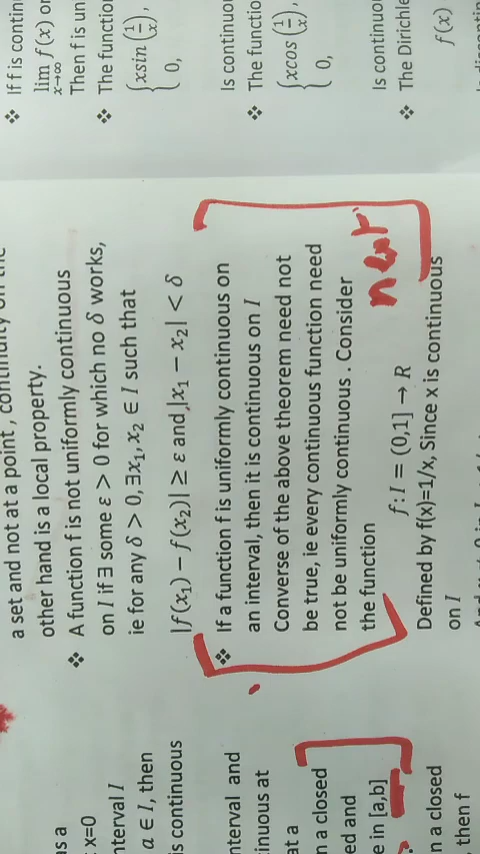 a set and not at a point , continuity on the
other hand is a local property.
❖ A function f is not uniformly continuous
on I if ∃ some ε > 0 for which no δ works,
ie for any δ > 0, ∃x₁, x₂ ∈ I such that
|f(x₁) − f(x₂)| ≥ ε and |x₁ − x₂| < δ
❖ If a function f is uniformly continuous on
an interval, then it is continuous on I
Converse of the above theorem need not
be true, ie every continuous function need
not be uniformly continuous . Consider
the function
f: I = (0,1] → R
Defined by f(x)=1/x, Since x is continuous
on I
❖ If f is contin
lim f(x) or
x→∞
Then f is un
❖ The function
{xsin (1/x),
0,
Is continuou
❖ The functio
{xcos (1/x),
0,
Is continuou
❖ The Dirichle
f(x)
as a
x=0
nterval I
a ∈ I, then
is continuous
nterval and
tinuous at
at a
n a closed
ed and
e in [a,b]
n a closed
, then f